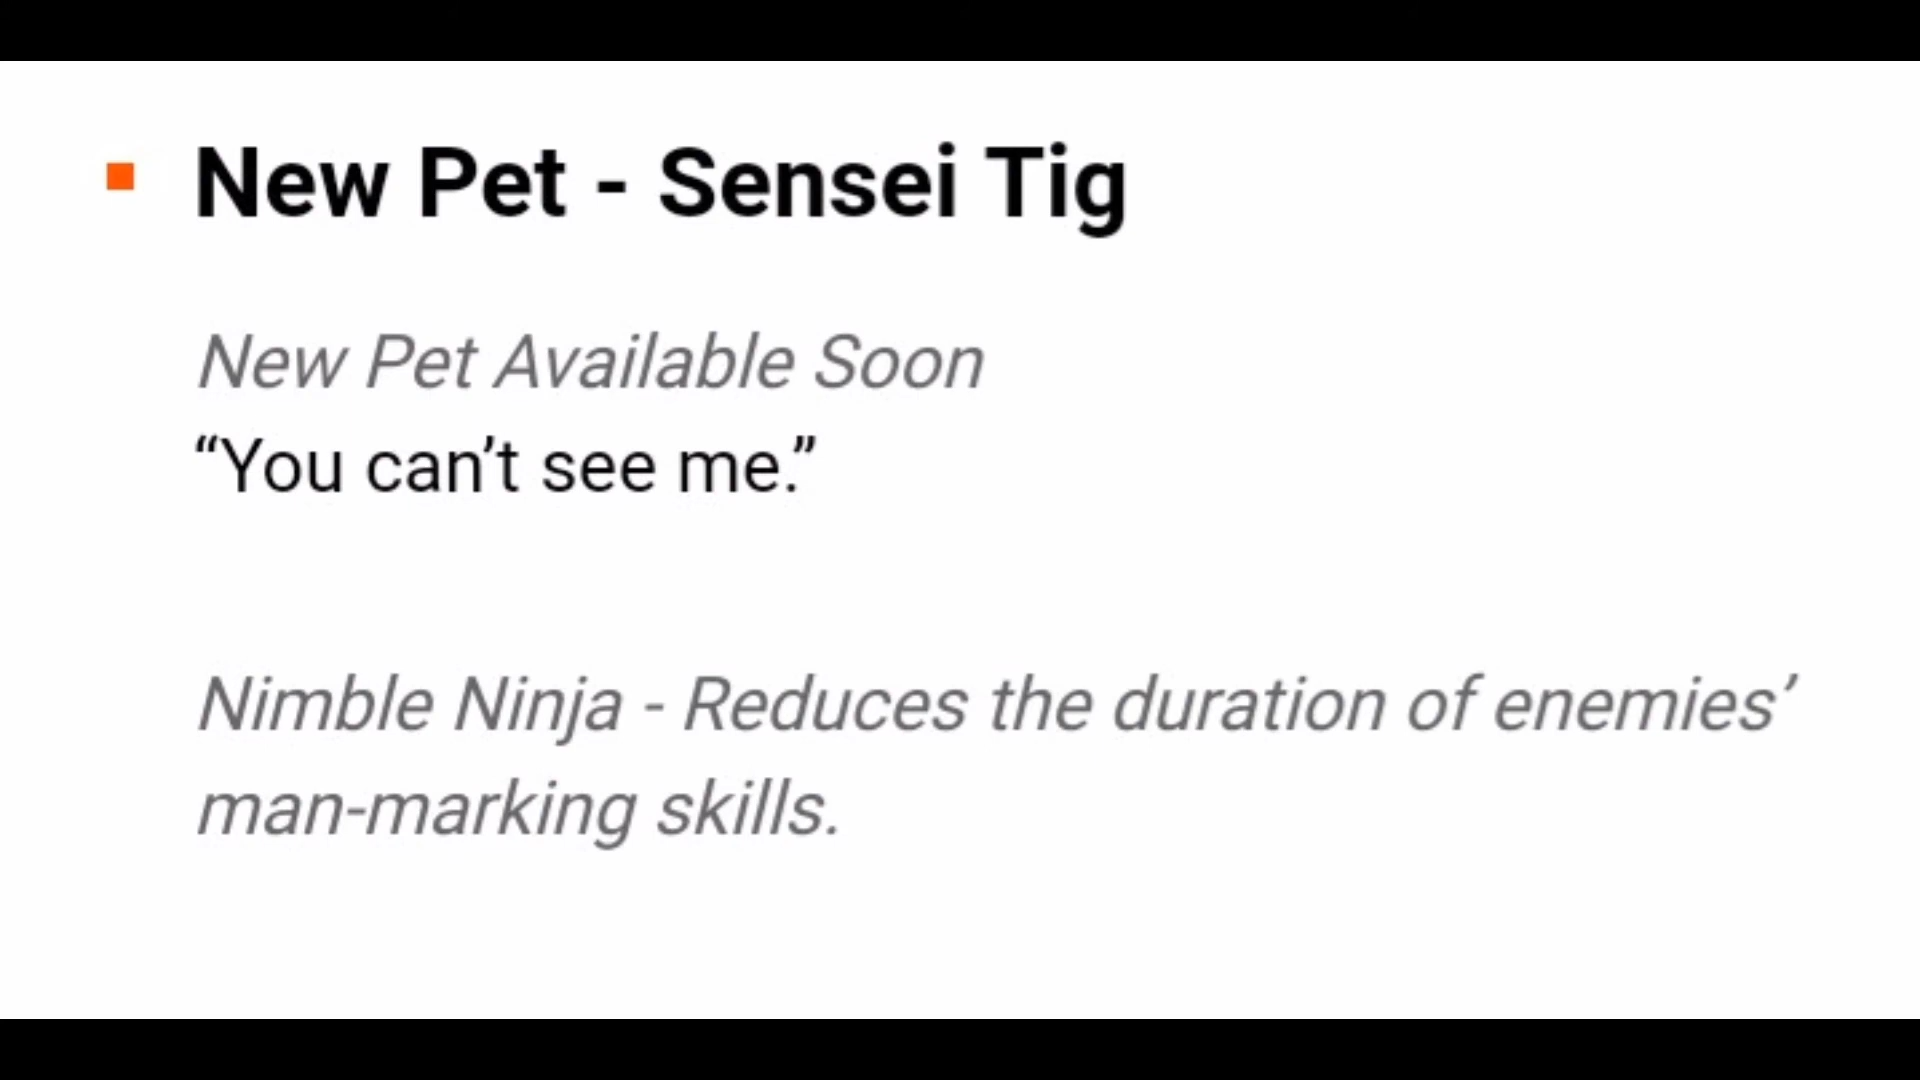 New Pet - Sensei Tig
New Pet Available Soon
“You can’t see me.”
Nimble Ninja - Reduces the duration of enemies’
man-marking skills.